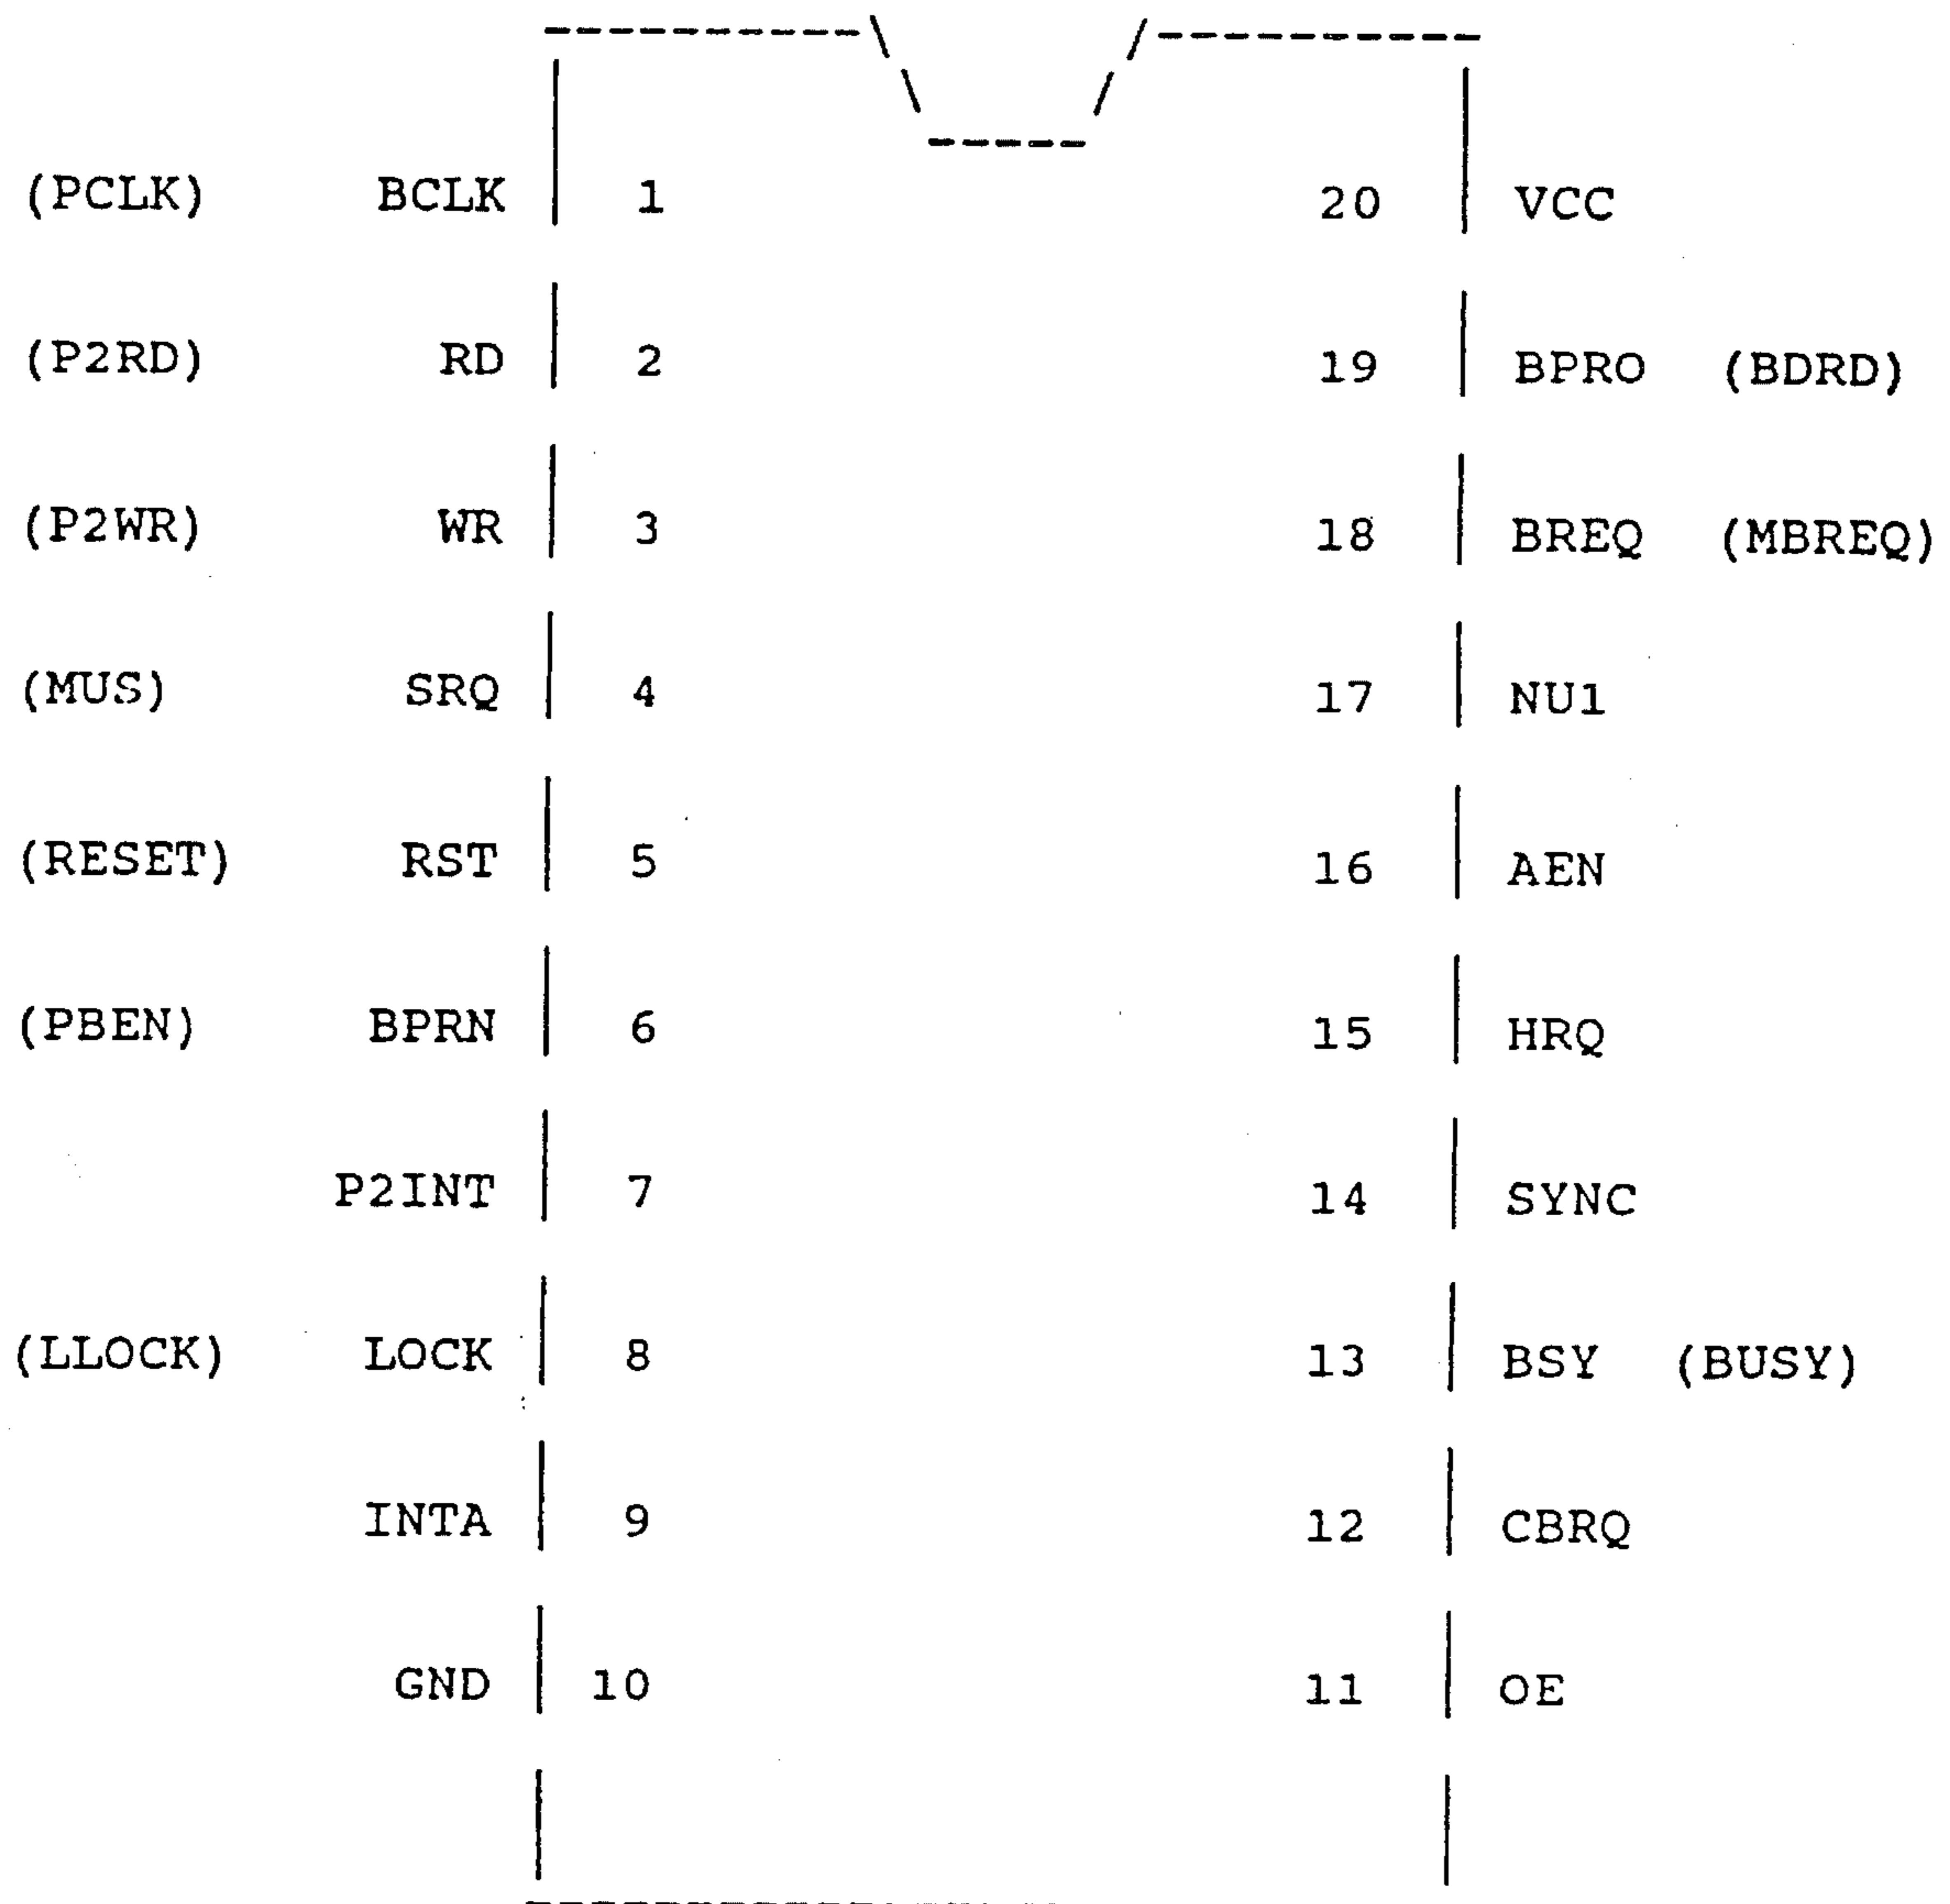 (PCLK) BCLK 1 20 VCC
(P2RD) RD 2 19 BPRO (BDRD)
(P2WR) WR 3 18 BREQ (MBREQ)
(MUS) SRQ 4 17 NU1
(RESET) RST 5 16 AEN
(PBEN) BPRN 6 15 HRQ
P2INT 7 14 SYNC
(LLOCK) LOCK 8 13 BSY (BUSY)
INTA 9 12 CBRQ
GND 10 11 OE